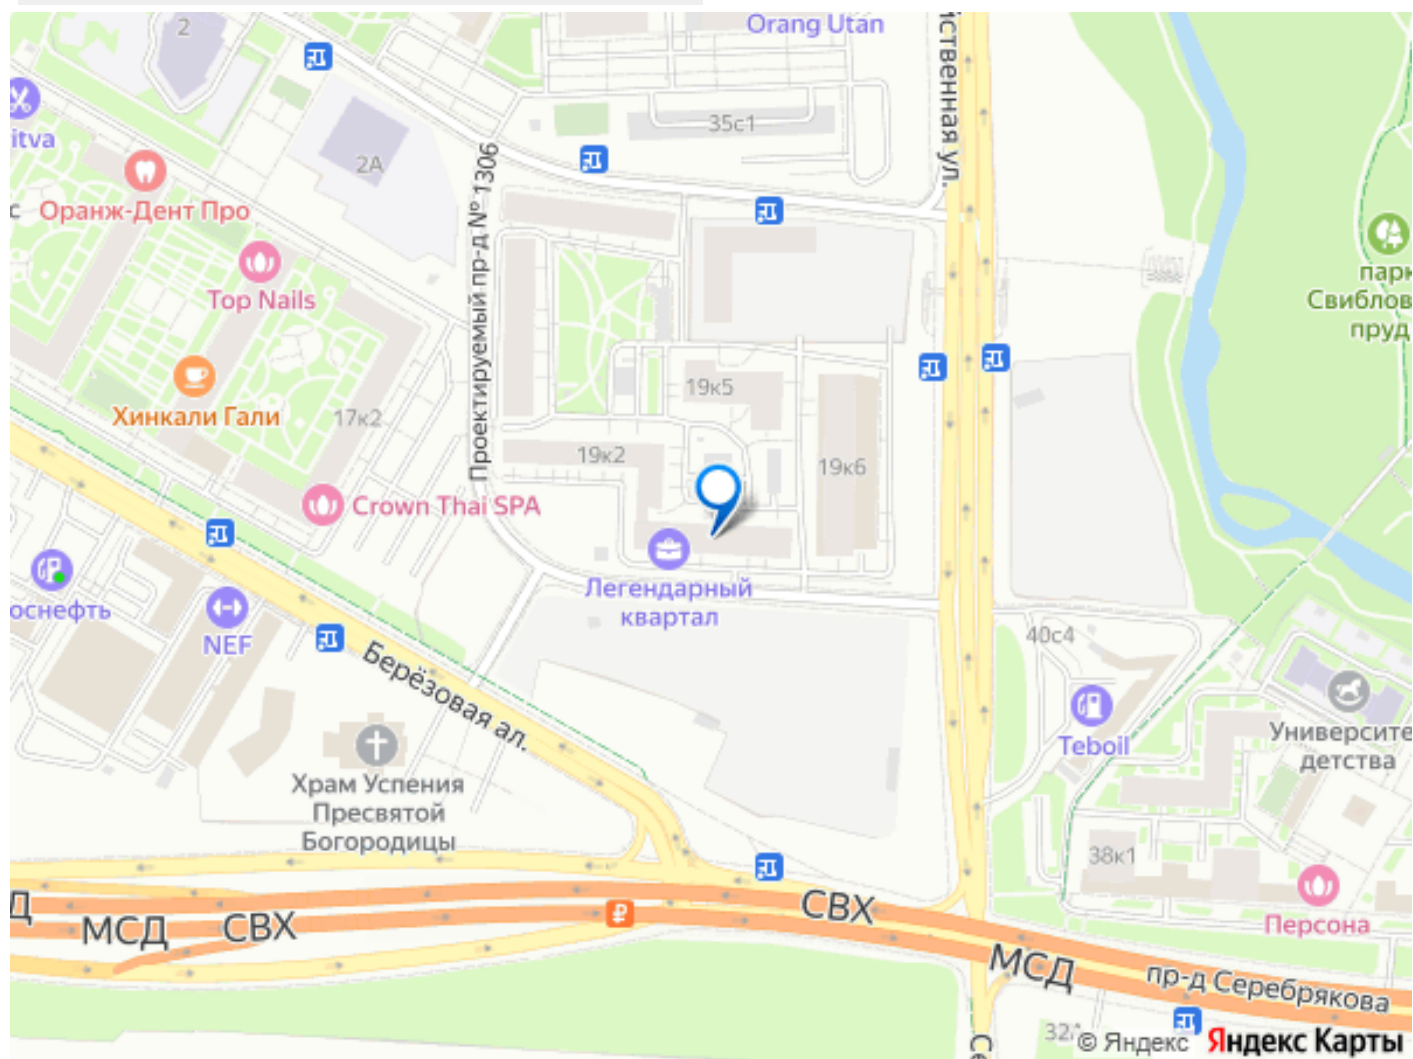 2
Orang Utan
йственная ул.
itva
2А
35с1
Проектируемый пр-д № 1306
с
Оранж-Дент Про
Top Nails
парк
Свиблов
пруд
Хинкали Гали
17к2
19к5
19к2
19к6
Crown Thai SPA
Легендарный
квартал
оснефть
NEF
Берёзовая ал.
40с4
Teboil
Университе
детства
Храм Успения
Пресвятой
Богородицы
38к1
Персона
Д
МСД
СВХ
₽
СВХ
МСД
пр-д Серебрякова
Се
© Яндекс
Яндекс Карты